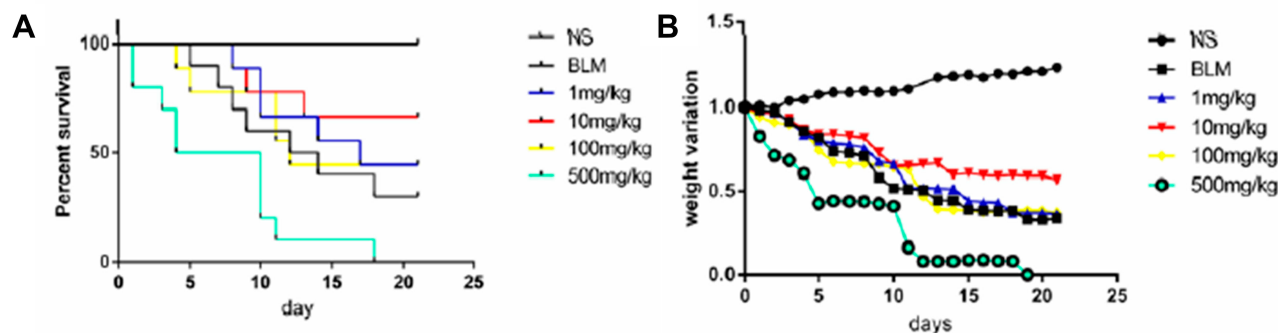 A
Percent survival
100
50
0
0 5 10 15 20 25
day
NS
BLM
1mg/kg
10mg/kg
100mg/kg
500mg/kg
B
weight variation
1.5
1.0
0.5
0.0
0 5 10 15 20 25
days
NS
BLM
1mg/kg
10mg/kg
100mg/kg
500mg/kg